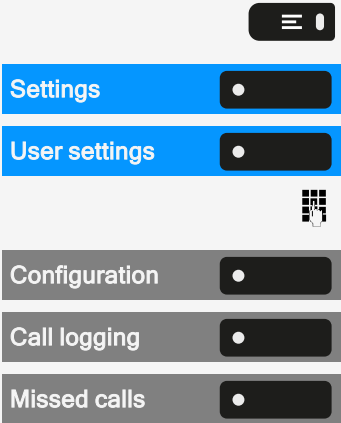 Settings
User settings
Configuration
Call logging
Missed calls